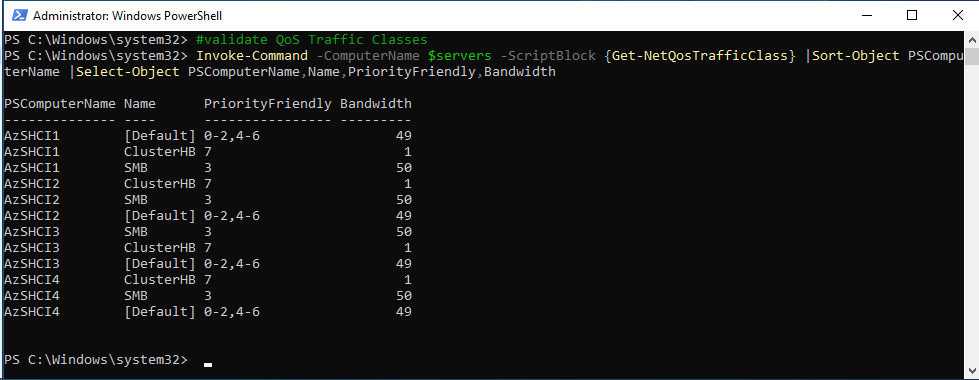 Administrator: Windows PowerShell
PS C:\Windows\system32> #validate QoS Traffic Classes
PS C:\Windows\system32> Invoke-Command -ComputerName $servers -ScriptBlock {Get-NetQosTrafficClass} |Sort-Object PSCompu
terName |Select-Object PSComputerName,Name,PriorityFriendly,Bandwidth
PSComputerName Name      PriorityFriendly Bandwidth
-------------- ----      ---------------- ---------
AzSHCI1        [Default] 0-2,4-6                 49
AzSHCI1        ClusterHB 7                        1
AzSHCI1        SMB       3                       50
AzSHCI2        ClusterHB 7                        1
AzSHCI2        SMB       3                       50
AzSHCI2        [Default] 0-2,4-6                 49
AzSHCI3        SMB       3                       50
AzSHCI3        ClusterHB 7                        1
AzSHCI3        [Default] 0-2,4-6                 49
AzSHCI4        ClusterHB 7                        1
AzSHCI4        SMB       3                       50
AzSHCI4        [Default] 0-2,4-6                 49
PS C:\Windows\system32>